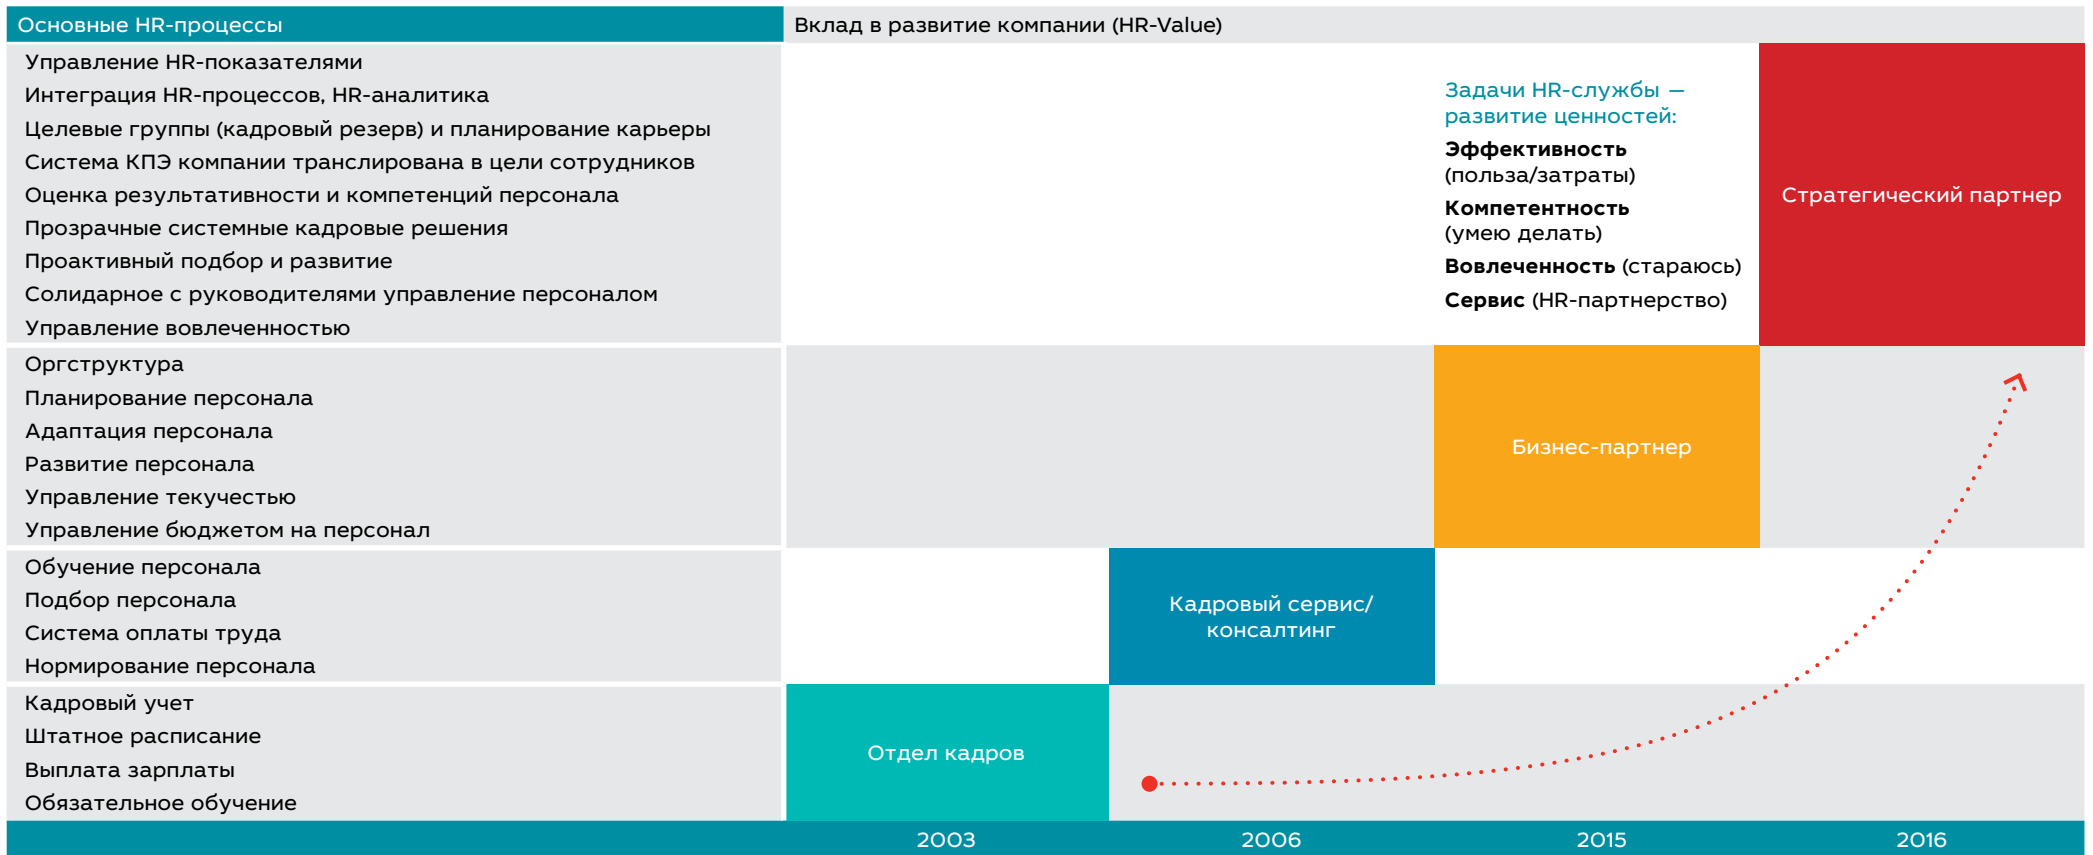 Основные HR-процессы
Вклад в развитие компании (HR-Value)
Управление HR-показателями
Интеграция HR-процессов, HR-аналитика
Целевые группы (кадровый резерв) и планирование карьеры
Система КПЭ компании транслирована в цели сотрудников
Оценка результативности и компетенций персонала
Прозрачные системные кадровые решения
Проактивный подбор и развитие
Солидарное с руководителями управление персоналом
Управление вовлеченностью
Задачи HR-службы —
развитие ценностей:
Эффективность
(польза/затраты)
Компетентность
(умею делать)
Вовлеченность (стараюсь)
Сервис (HR-партнерство)
Стратегический партнер
Оргструктура
Планирование персонала
Адаптация персонала
Развитие персонала
Управление текучестью
Управление бюджетом на персонал
Бизнес-партнер
Обучение персонала
Подбор персонала
Система оплаты труда
Нормирование персонала
Кадровый сервис/
консалтинг
Кадровый учет
Штатное расписание
Выплата зарплаты
Обязательное обучение
Отдел кадров
2003
2006
2015
2016